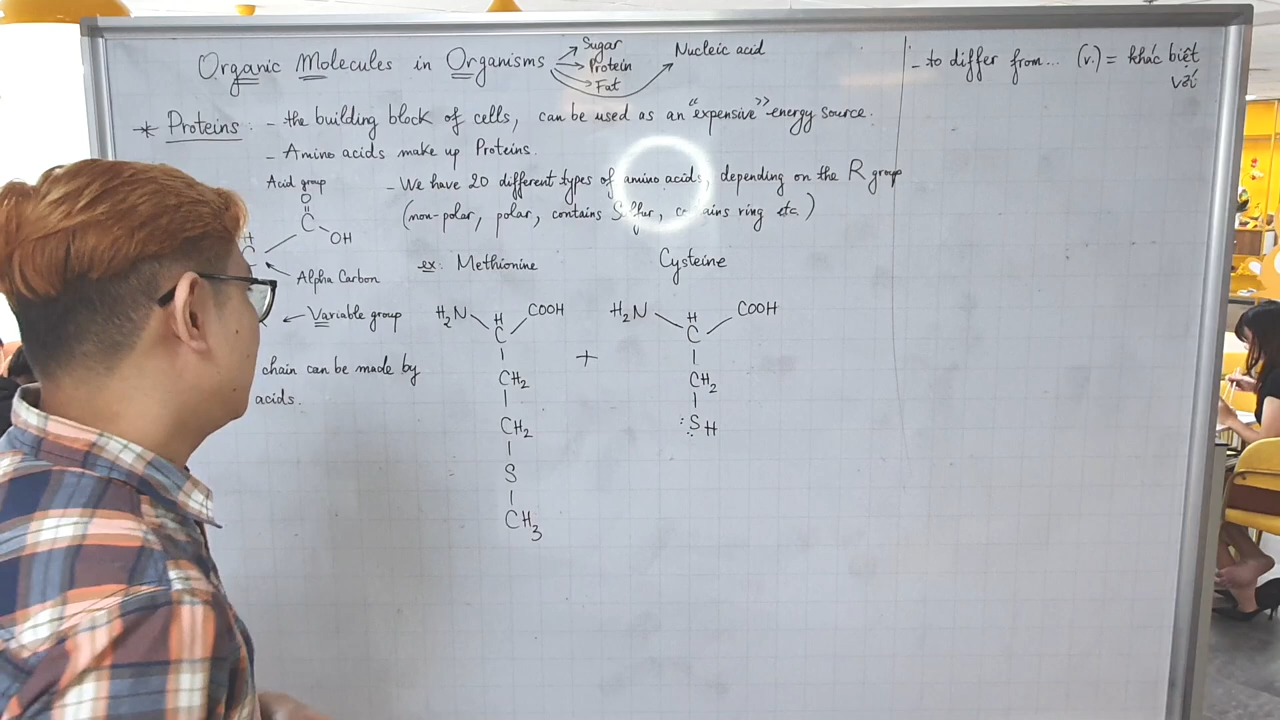 Organic Molecules in Organisms
Sugar
Protein
Fat
Nucleic acid
- to differ from... (v.) = khác biệt
với
* Proteins: - the building block of cells, can be used as an "expensive" energy source.
- Amino acids make up Proteins.
Acid group
- We have 20 different types of amino acids, depending on the R group
(non-polar, polar, contains ring etc.)
O
C
OH
H
C
Alpha Carbon
Variable group
chain can be made by
acids.
ex: Methionine
Cysteine
H₂N
H
C
COOH
CH₂
CH₂
S
CH₃
+
H₂N
H
C
COOH
CH₂
:SH